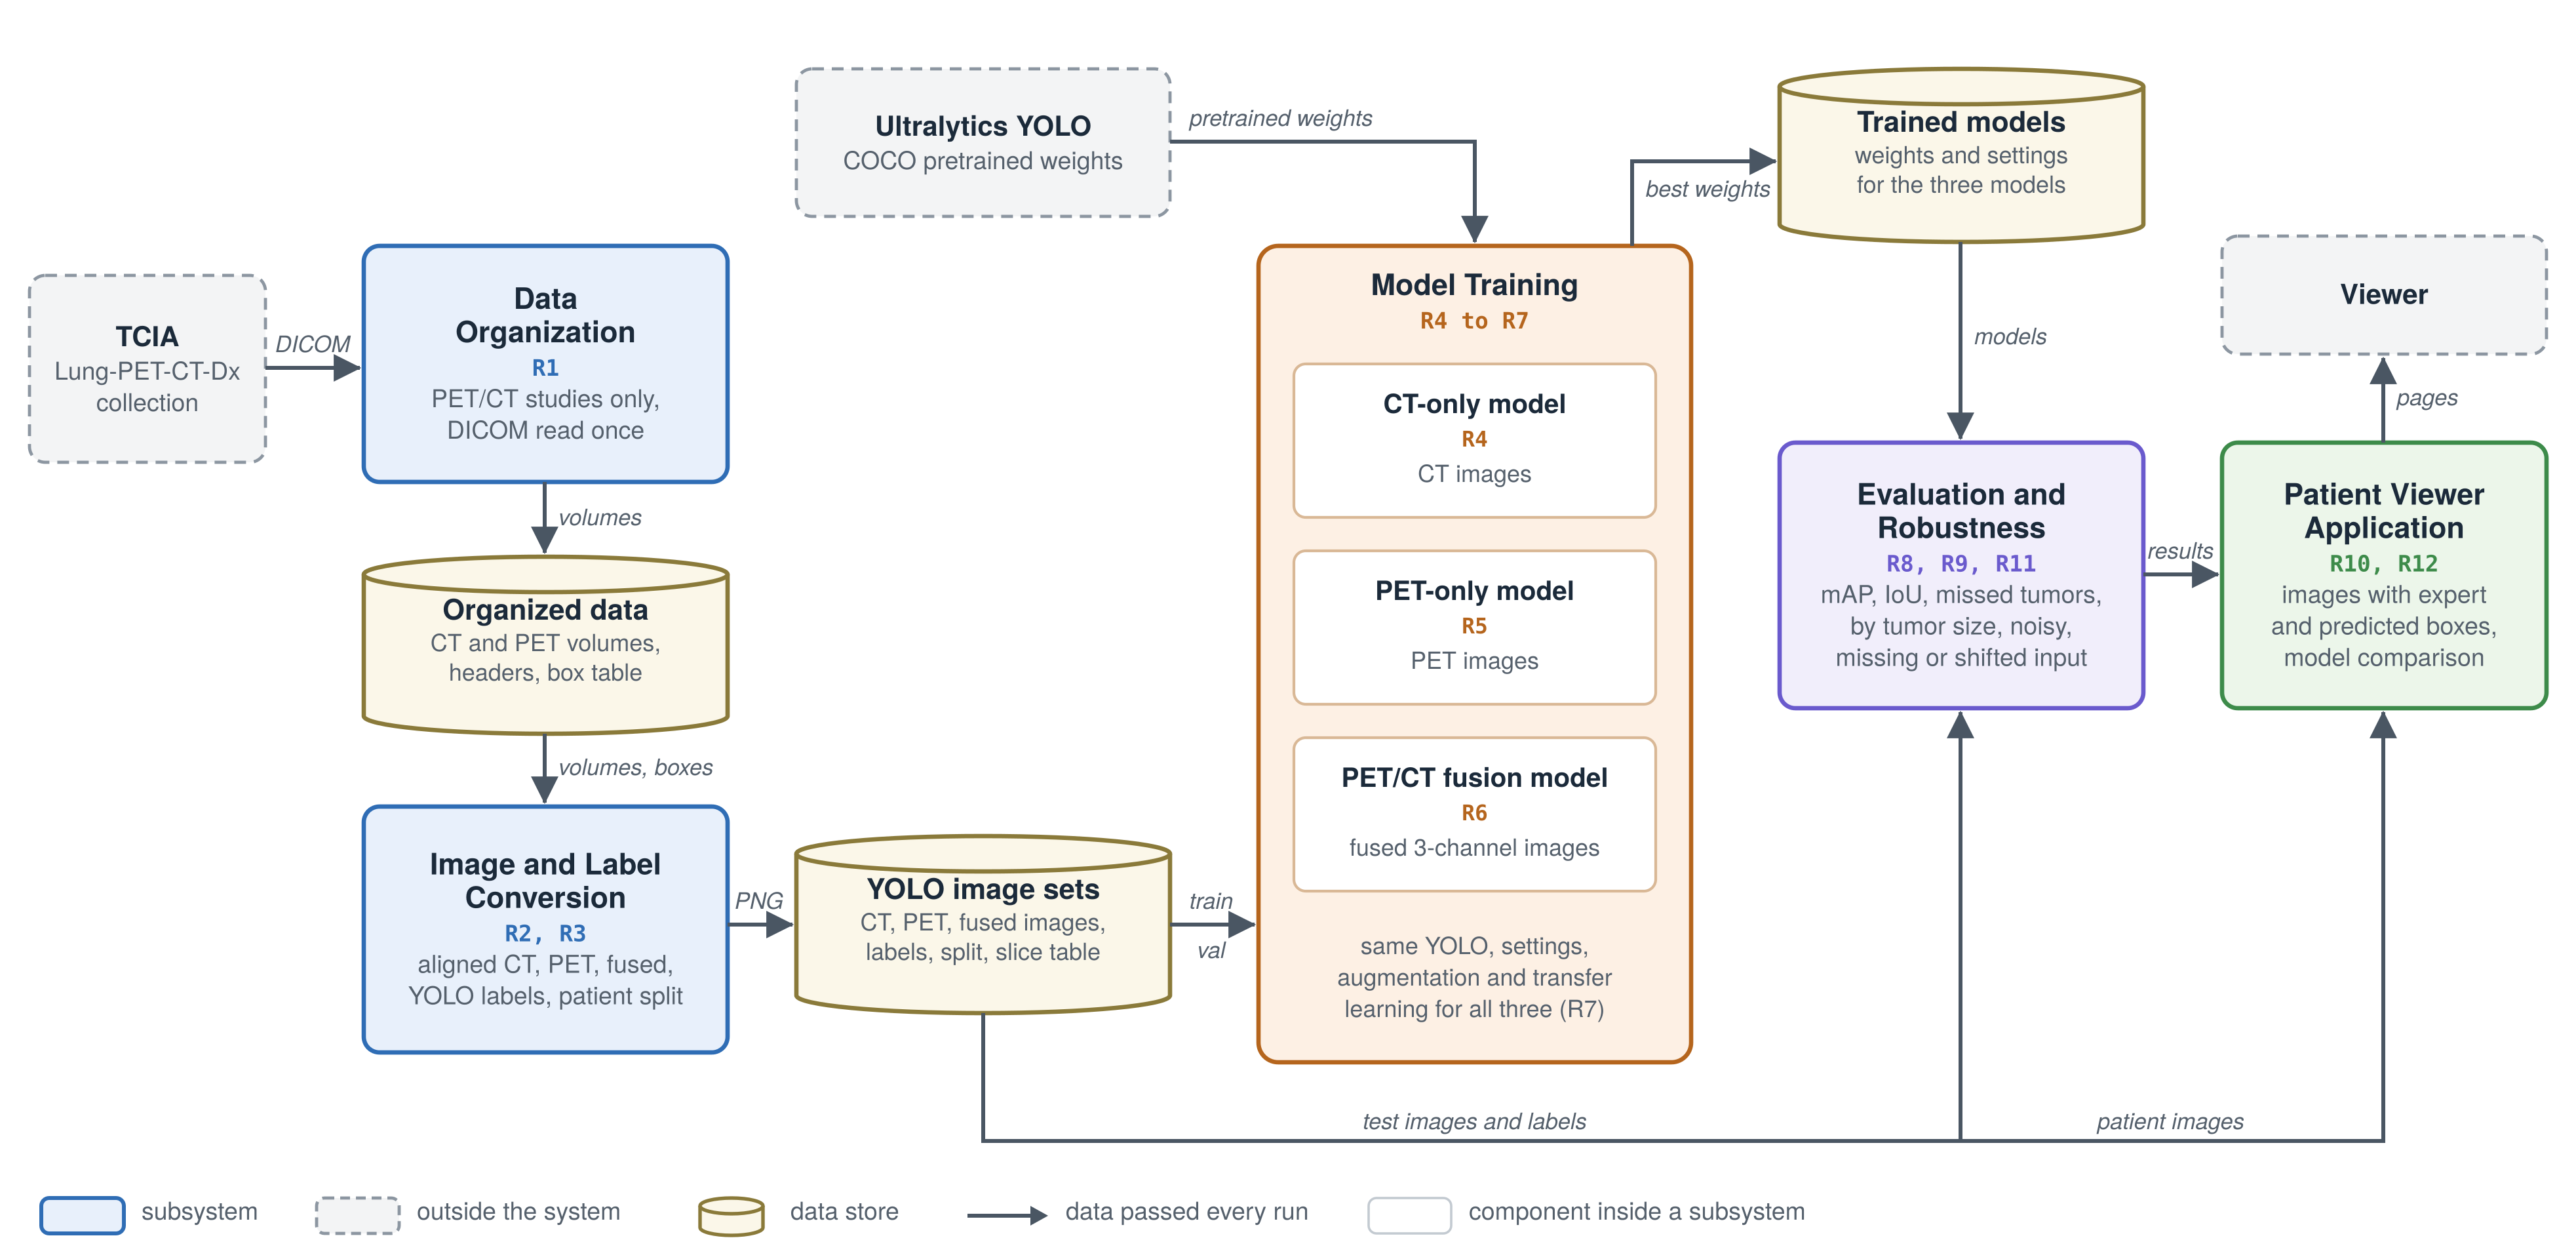 Ultralytics YOLO
COCO pretrained weights
pretrained weights
best weights
Trained models
weights and settings
for the three models
TCIA
Lung-PET-CT-Dx
collection
DICOM
Data
Organization
R1
PET/CT studies only,
DICOM read once
volumes
Organized data
CT and PET volumes,
headers, box table
volumes, boxes
Image and Label
Conversion
R2, R3
aligned CT, PET, fused,
YOLO labels, patient split
PNG
YOLO image sets
CT, PET, fused images,
labels, split, slice table
train
val
Model Training
R4 to R7
CT-only model
R4
CT images
PET-only model
R5
PET images
PET/CT fusion model
R6
fused 3-channel images
same YOLO, settings,
augmentation and transfer
learning for all three (R7)
models
Evaluation and
Robustness
R8, R9, R11
mAP, IoU, missed tumors,
by tumor size, noisy,
missing or shifted input
results
Viewer
pages
Patient Viewer
Application
R10, R12
images with expert
and predicted boxes,
model comparison
test images and labels
patient images
subsystem
outside the system
data store
data passed every run
component inside a subsystem